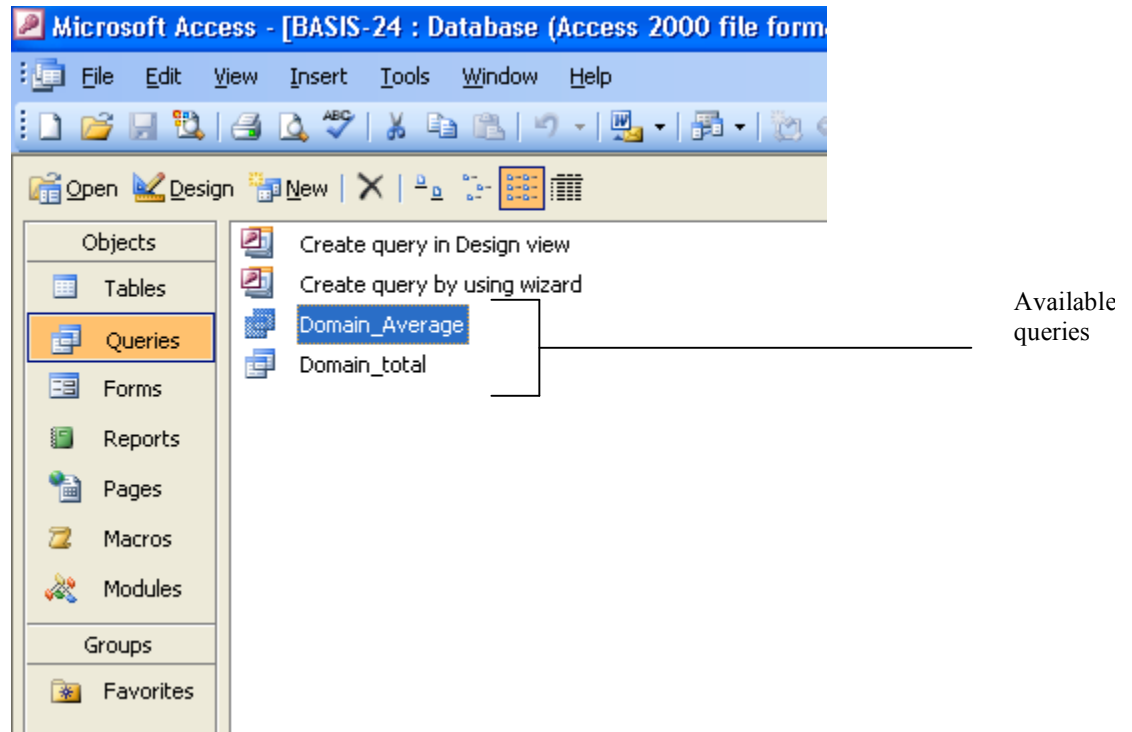 Microsoft Access - [BASIS-24 : Database (Access 2000 file forma
File Edit View Insert Tools Window Help
ABC
W
Open Design New
Objects
Tables
Queries
Forms
Reports
Pages
Macros
Modules
Groups
Favorites
Create query in Design view
Create query by using wizard
Domain_Average
Domain_total
Available
queries